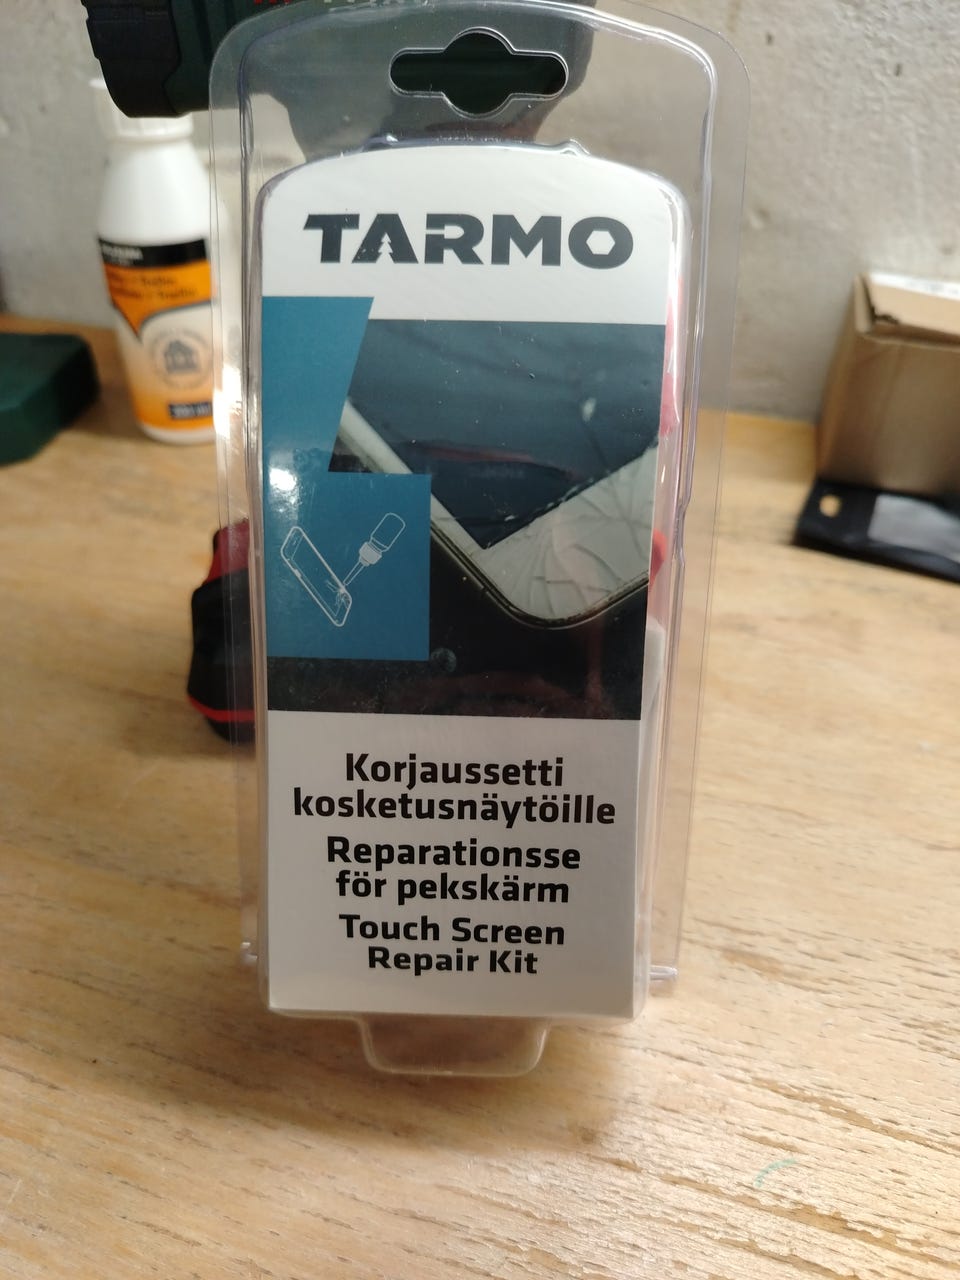 TARMO
Korjaussetti
kosketusnäytöille
Reparationsse
för pekskärm
Touch Screen
Repair Kit